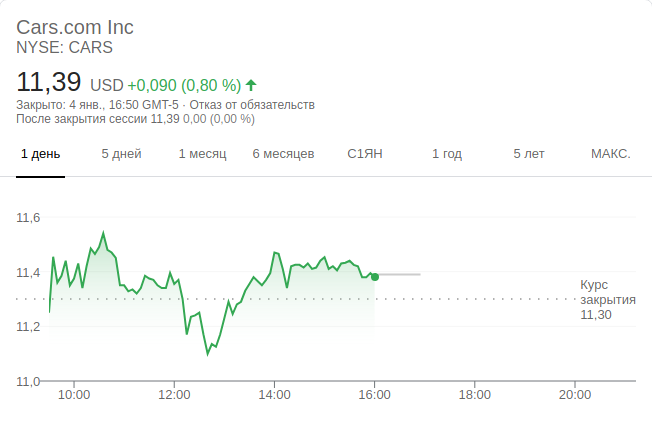 Cars.com Inc
NYSE: CARS
11,39 USD +0,090 (0,80 %)
Закрыто: 4 янв., 16:50 GMT-5 · Отказ от обязательств
После закрытия сессии 11,39 0,00 (0,00 %)
1 день 5 дней 1 месяц 6 месяцев С1ЯН 1 год 5 лет МАКС.
11,6
11,4
Курс
закрытия
11,30
11,2
11,0
10:00 12:00 14:00 16:00 18:00 20:00